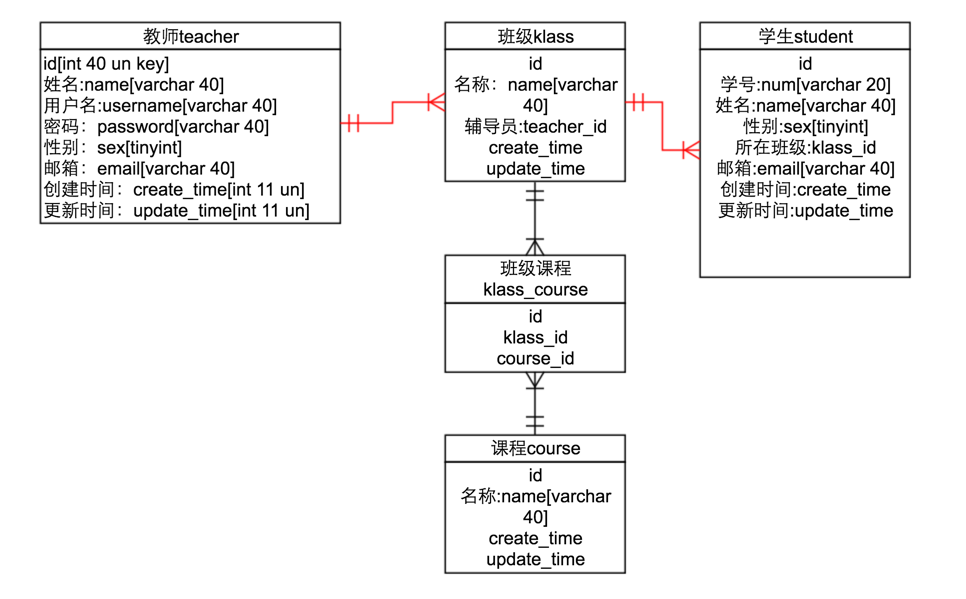 教师teacher
id[int 40 un key]
姓名:name[varchar 40]
用户名:username[varchar 40]
密码：password[varchar 40]
性别：sex[tinyint]
邮箱：email[varchar 40]
创建时间：create_time[int 11 un]
更新时间：update_time[int 11 un]
班级klass
id
名称：name[varchar
40]
辅导员:teacher_id
create_time
update_time
学生student
id
学号:num[varchar 20]
姓名:name[varchar 40]
性别:sex[tinyint]
所在班级:klass_id
邮箱:email[varchar 40]
创建时间:create_time
更新时间:update_time
班级课程
klass_course
id
klass_id
course_id
课程course
id
名称:name[varchar
40]
create_time
update_time